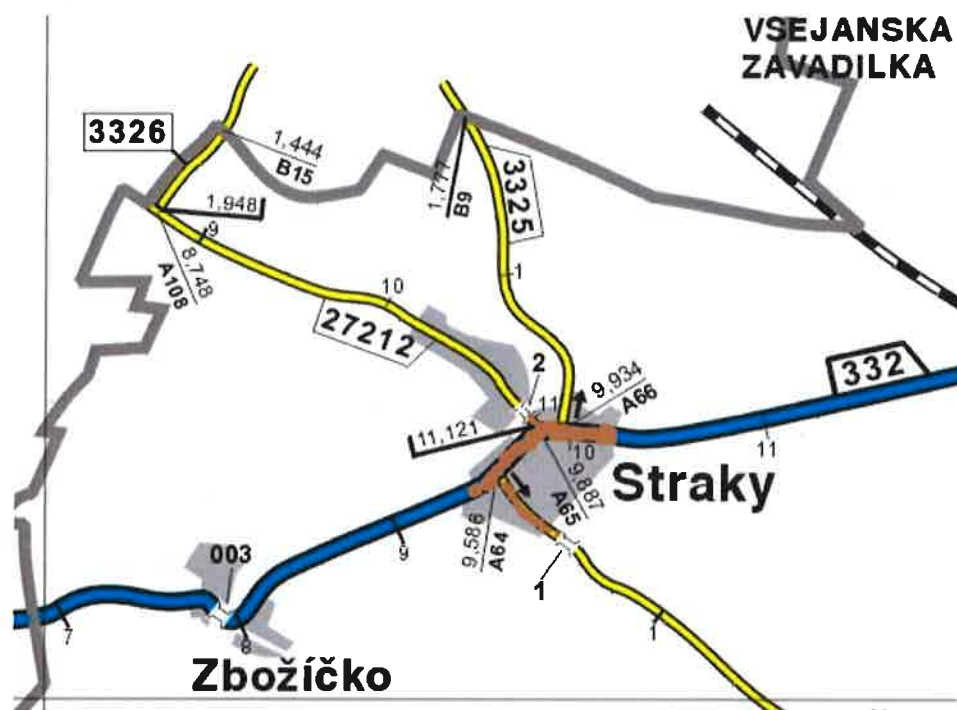 VSEJANSKA
ZAVADILKA
3326
1,444
B15
1,777
B9
3325
1,948
9
8,748
A108
10
1
27212
2
11
9,934
A66
332
11,121
10
11
Straky
9,887
A65
9,586
A64
9
003
1
7
8
1
Zbožíčko